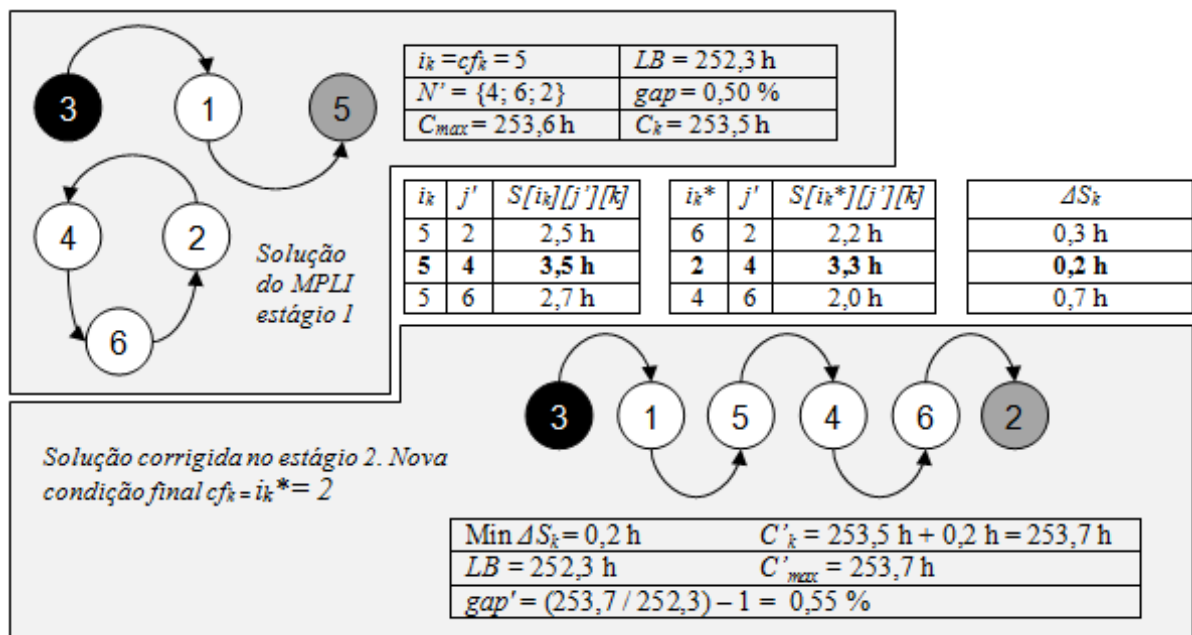 3 1 5
i_k = cf_k = 5 LB = 252,3 h
N' = {4; 6; 2} gap = 0,50 %
C_max = 253,6 h C_k = 253,5 h
4 2
6
Solução
do MPLI
estágio 1
i_k j' S[i_k][j'][k]
5 2 2,5 h
5 4 3,5 h
5 6 2,7 h
i_k* j' S[i_k*][j'][k]
6 2 2,2 h
2 4 3,3 h
4 6 2,0 h
ΔS_k
0,3 h
0,2 h
0,7 h
3 1 5 4 6 2
Solução corrigida no estágio 2. Nova
condição final cf_k = i_k* = 2
Min ΔS_k = 0,2 h C'_k = 253,5 h + 0,2 h = 253,7 h
LB = 252,3 h C'_max = 253,7 h
gap' = (253,7 / 252,3) – 1 = 0,55 %